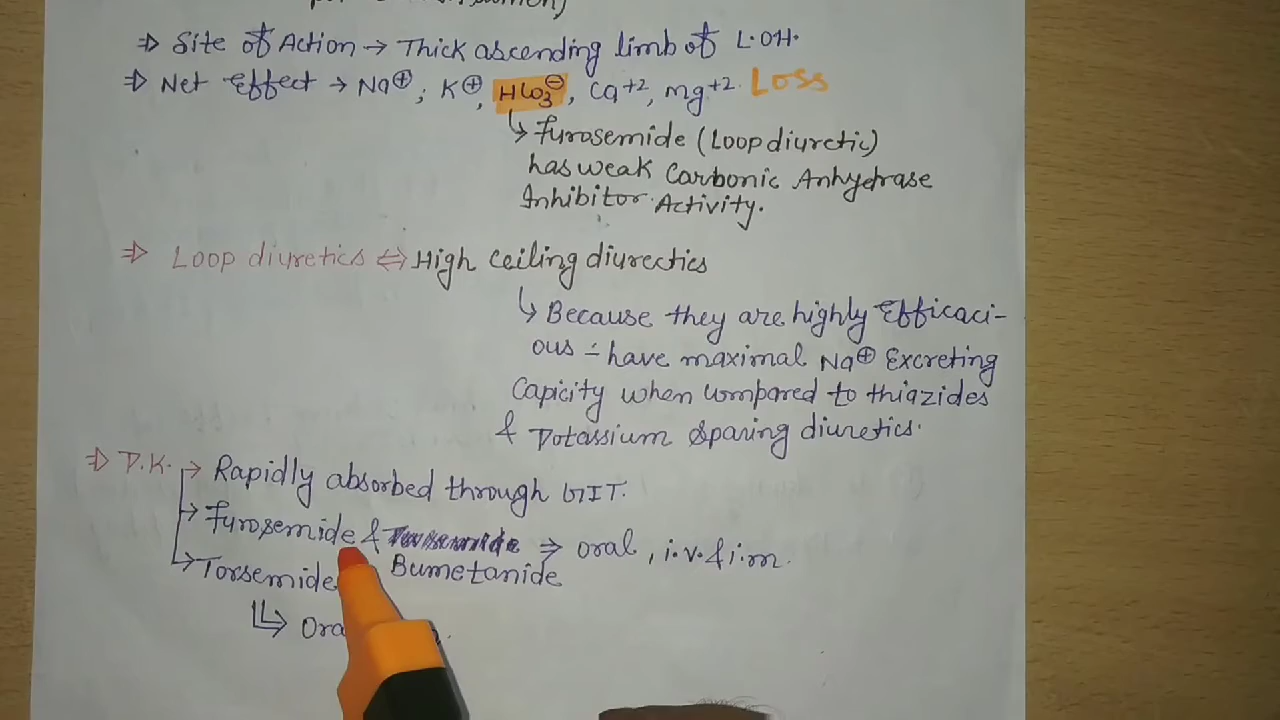 ⇒ Site of Action → Thick ascending limb of L.OH.
⇒ Net Effect → Na⊕, K⊕, HCO3⊖, Ca+2, mg+2. Loss
↳ Furosemide (Loop diuretic)
has weak Carbonic Anhydrase
Inhibitor Activity.
⇒ Loop diuretics ⇔ High Ceiling diurectics
↳ Because they are highly Efficaci-
ous - have maximal Na⊕ Excreting
Capicity when compared to thiazides
& Potassium Sparing diuretics.
⇒ P.K. → Rapidly absorbed through GIT.
→ Furosemide & Bumetanide ⇒ oral, i.v. & i.m.
→ Torsemide